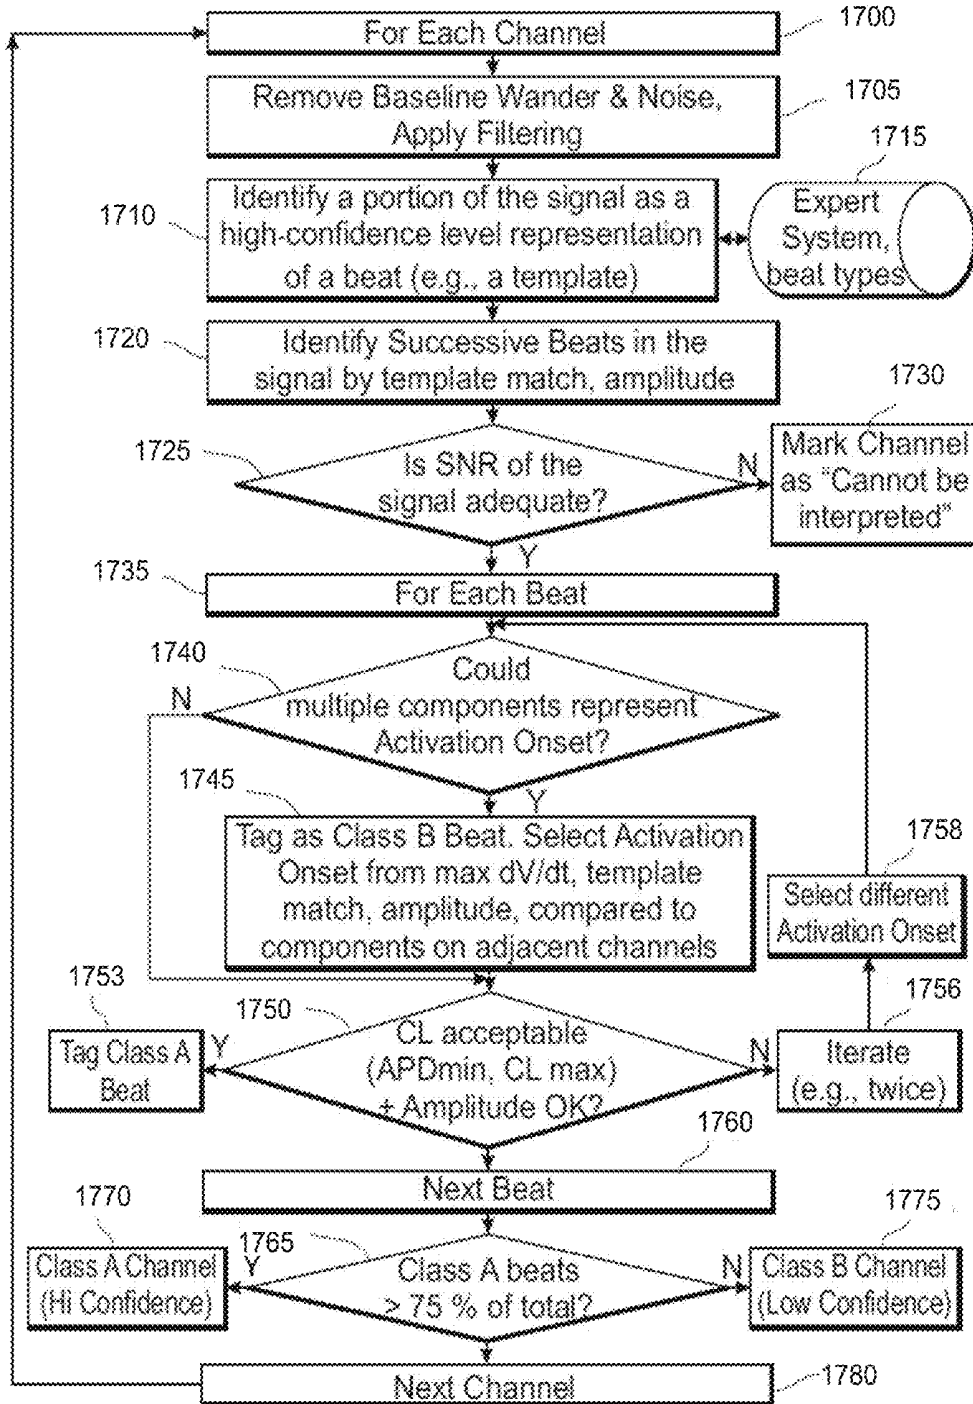 For Each Channel
1700
Remove Baseline Wander & Noise,
Apply Filtering
1705
1710
Identify a portion of the signal as a
high-confidence level representation
of a beat (e.g., a template)
1715
Expert
System,
beat types
1720
Identify Successive Beats in the
signal by template match, amplitude
1725
Is SNR of the
signal adequate?
N
Y
1730
Mark Channel
as "Cannot be
interpreted"
1735
For Each Beat
1740
Could
multiple components represent
Activation Onset?
N
Y
1745
Tag as Class B Beat. Select Activation
Onset from max dV/dt, template
match, amplitude, compared to
components on adjacent channels
1758
Select different
Activation Onset
1753
Tag Class A
Beat
1750
CL acceptable
(APDmin, CL max)
± Amplitude OK?
Y
N
1756
Iterate
(e.g., twice)
1760
Next Beat
1770
Class A Channel
(Hi Confidence)
1765
Class A beats
> 75 % of total?
Y
N
1775
Class B Channel
(Low Confidence)
Next Channel
1780